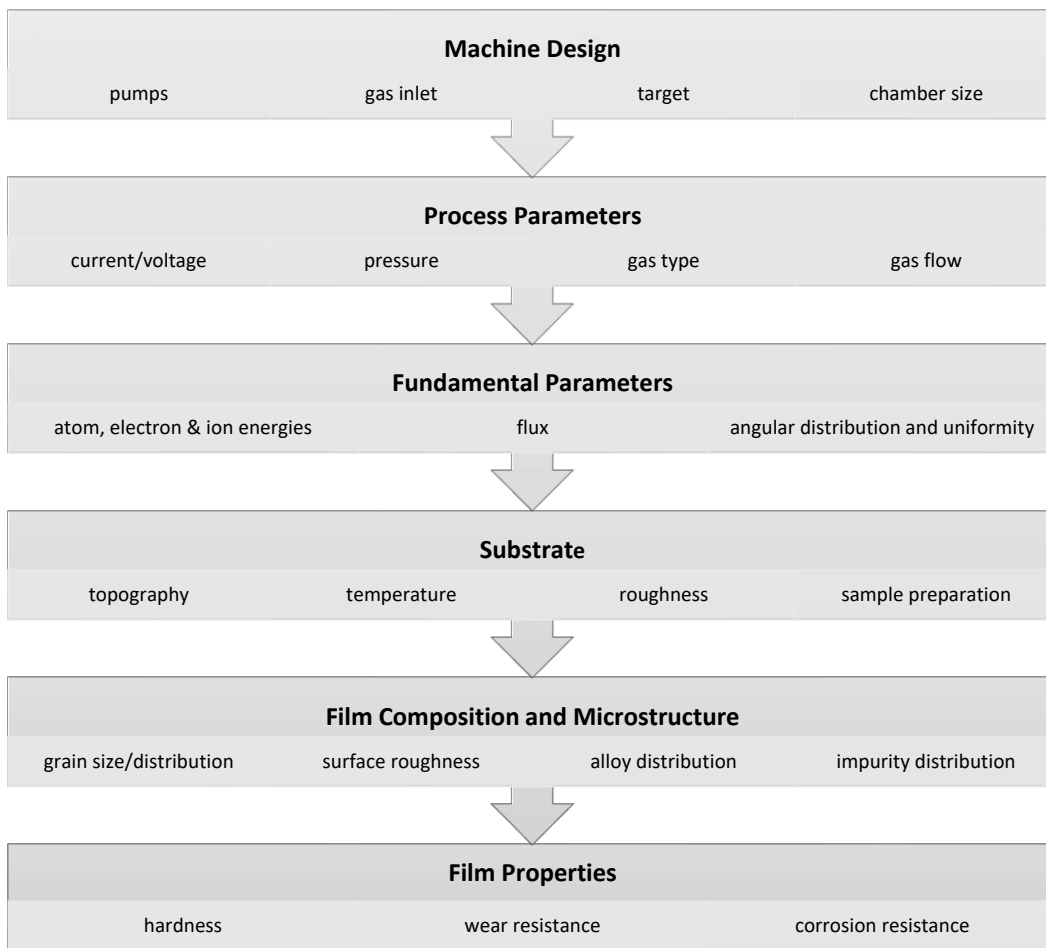 Machine Design
pumps gas inlet target chamber size
Process Parameters
current/voltage pressure gas type gas flow
Fundamental Parameters
atom, electron & ion energies flux angular distribution and uniformity
Substrate
topography temperature roughness sample preparation
Film Composition and Microstructure
grain size/distribution surface roughness alloy distribution impurity distribution
Film Properties
hardness wear resistance corrosion resistance